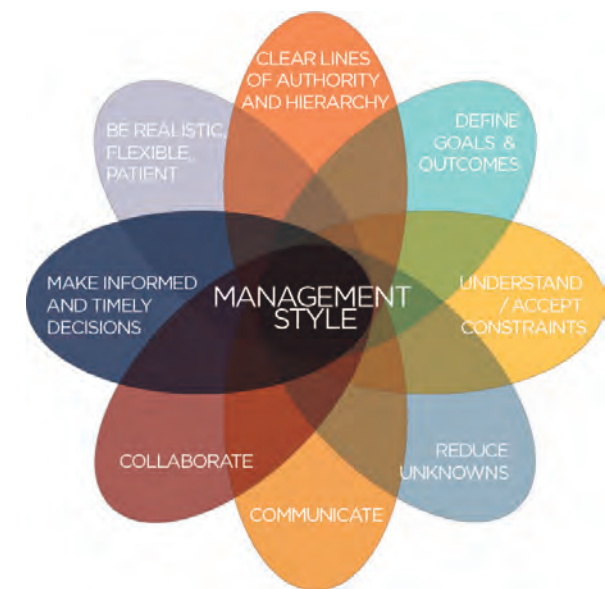 CLEAR LINES
OF AUTHORITY
AND HIERARCHY
DEFINE
GOALS &
OUTCOMES
UNDERSTAND
/ ACCEPT
CONSTRAINTS
REDUCE
UNKNOWNS
COMMUNICATE
COLLABORATE
MAKE INFORMED
AND TIMELY
DECISIONS
BE REALISTIC,
FLEXIBLE,
PATIENT
MANAGEMENT
STYLE